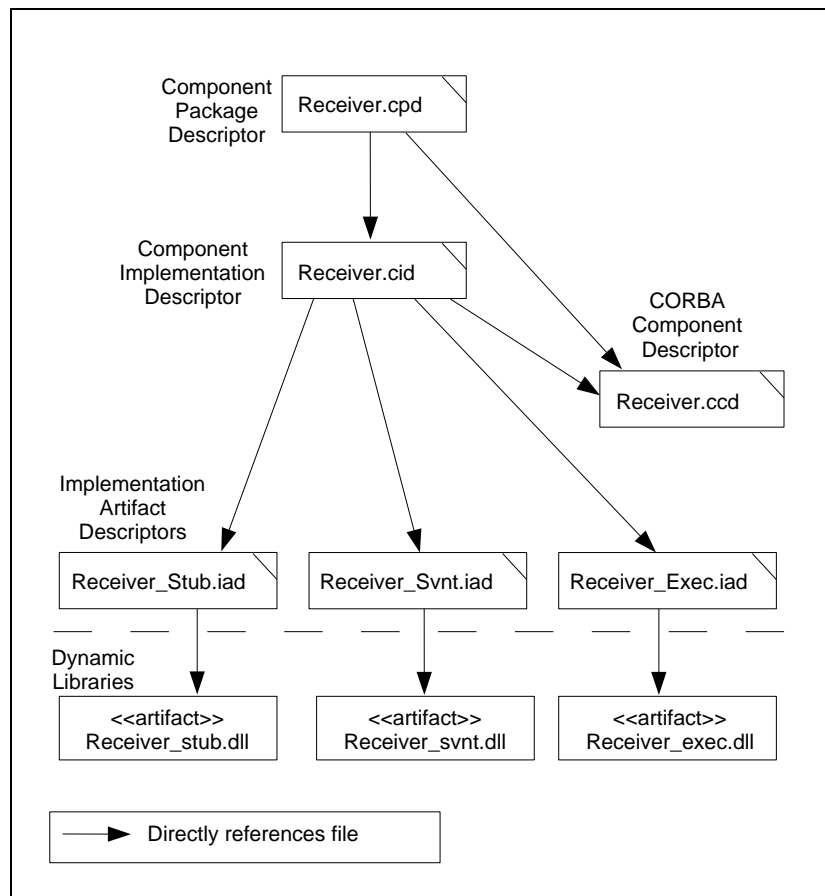 Component
Package
Descriptor
Receiver.cpd
Component
Implementation
Descriptor
Receiver.cid
CORBA
Component
Descriptor
Receiver.ccd
Implementation
Artifact
Descriptors
Receiver_Stub.iad
Receiver_Svnt.iad
Receiver_Exec.iad
Dynamic
Libraries
<<artifact>>
Receiver_stub.dll
<<artifact>>
Receiver_svnt.dll
<<artifact>>
Receiver_exec.dll
Directly references file